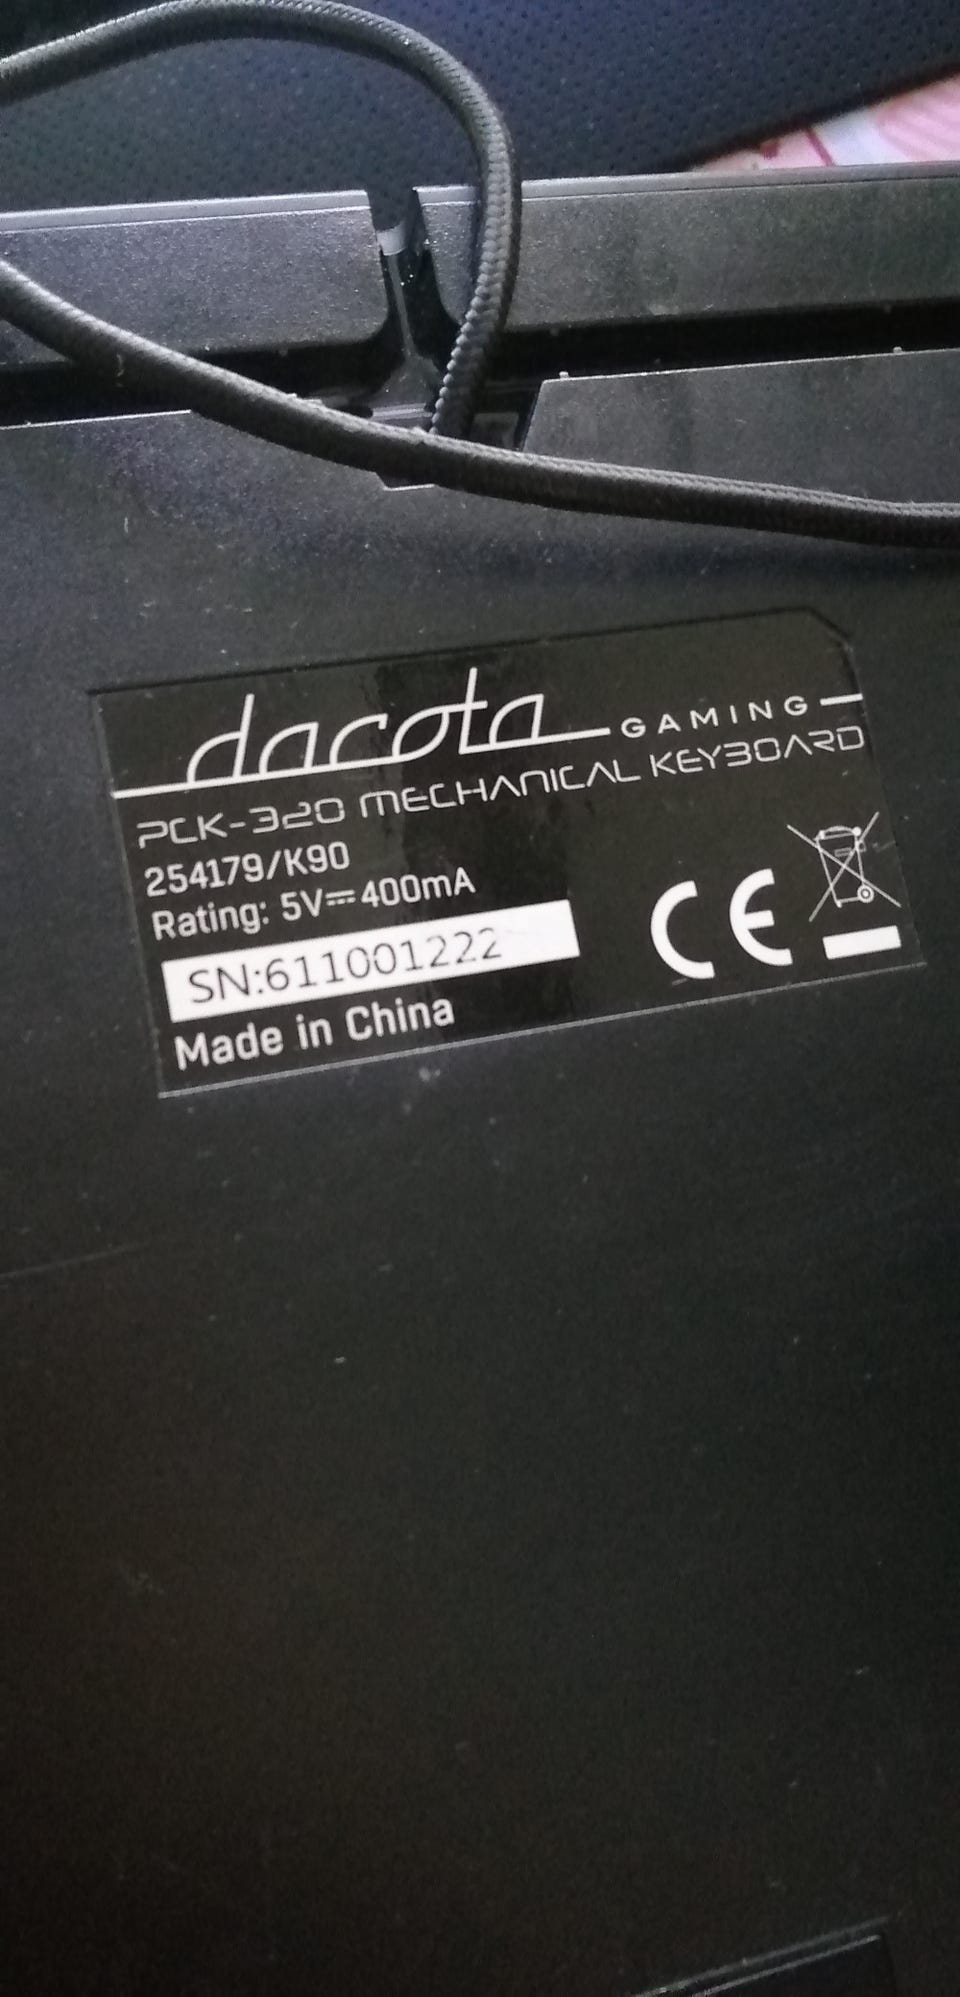 dacota GAMING
PCK-320 MECHANICAL KEYBOARD
254179/K90
Rating: 5V⎓400mA
SN:611001222
Made in China
CE